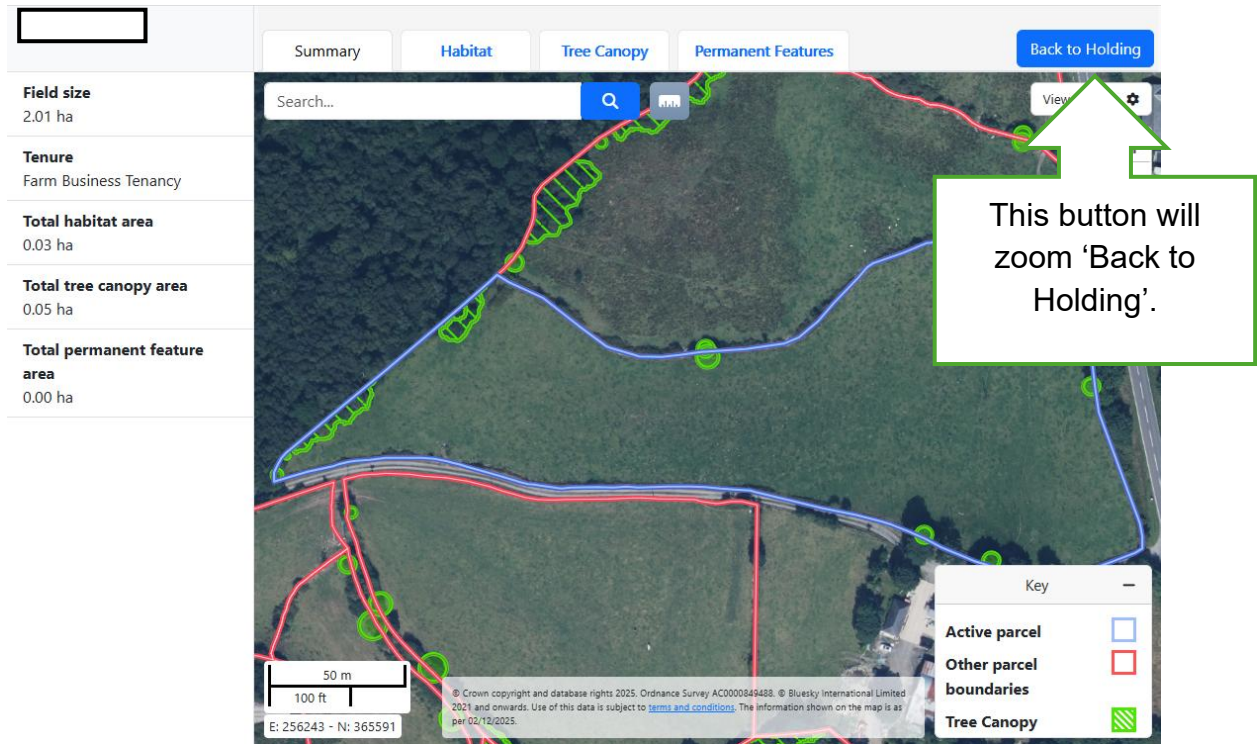 Summary
Habitat
Tree Canopy
Permanent Features
Back to Holding
Field size
2.01 ha
Tenure
Farm Business Tenancy
Total habitat area
0.03 ha
Total tree canopy area
0.05 ha
Total permanent feature
area
0.00 ha
Search...
View
This button will
zoom ‘Back to
Holding’.
50 m
100 ft
E: 256243 - N: 365591
© Crown copyright and database rights 2025. Ordnance Survey AC0000849488. © Bluesky International Limited
2021 and onwards. Use of this data is subject to terms and conditions. The information shown on the map is as
per 02/12/2025.
Key
Active parcel
Other parcel
boundaries
Tree Canopy